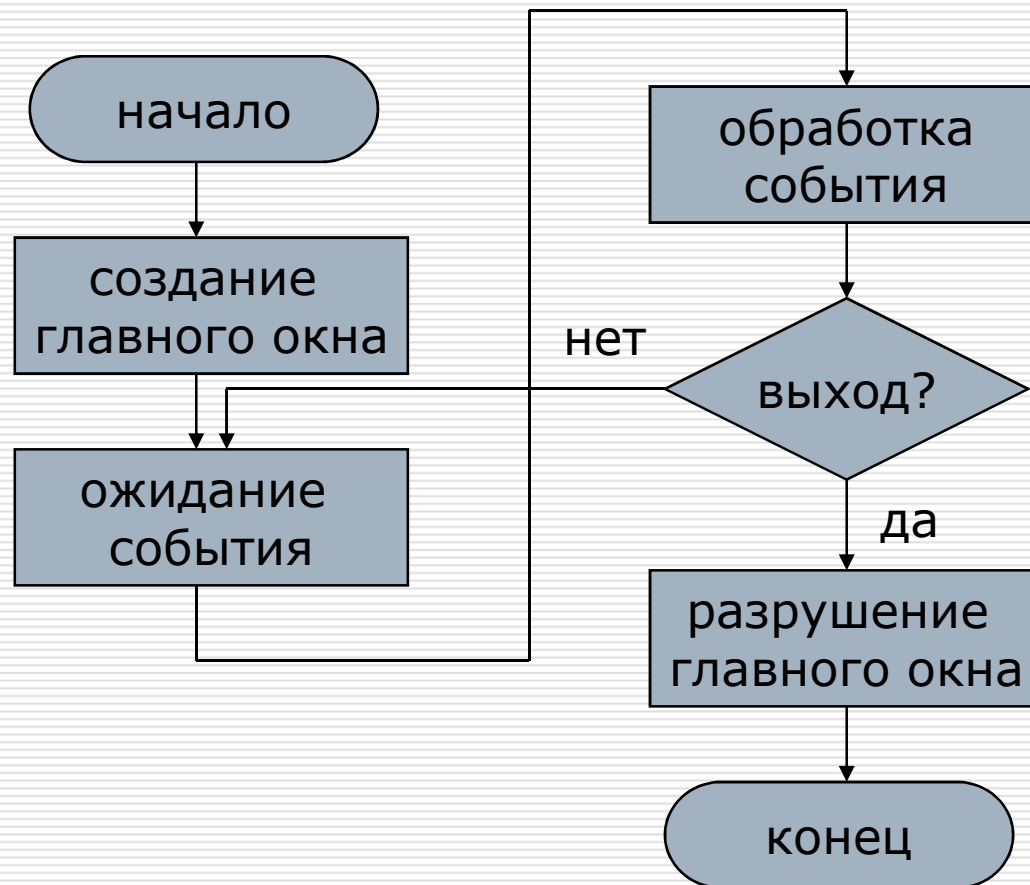 начало
создание
главного окна
ожидание
события
обработка
события
нет
выход?
да
разрушение
главного окна
конец